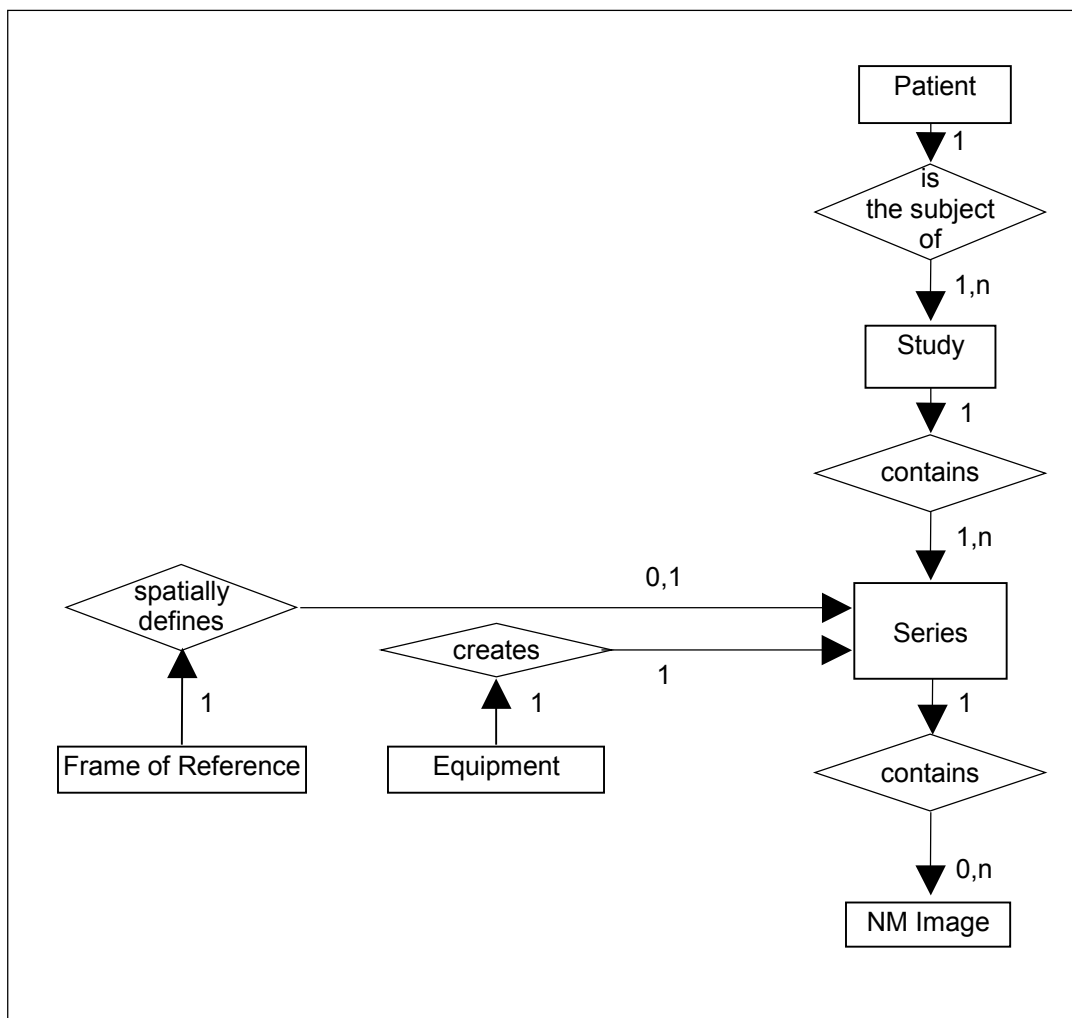 Patient
1
is
the subject
of
1,n
Study
1
contains
1,n
spatially
defines
0,1
Series
creates
1
1
1
1
Frame of Reference
Equipment
contains
0,n
NM Image